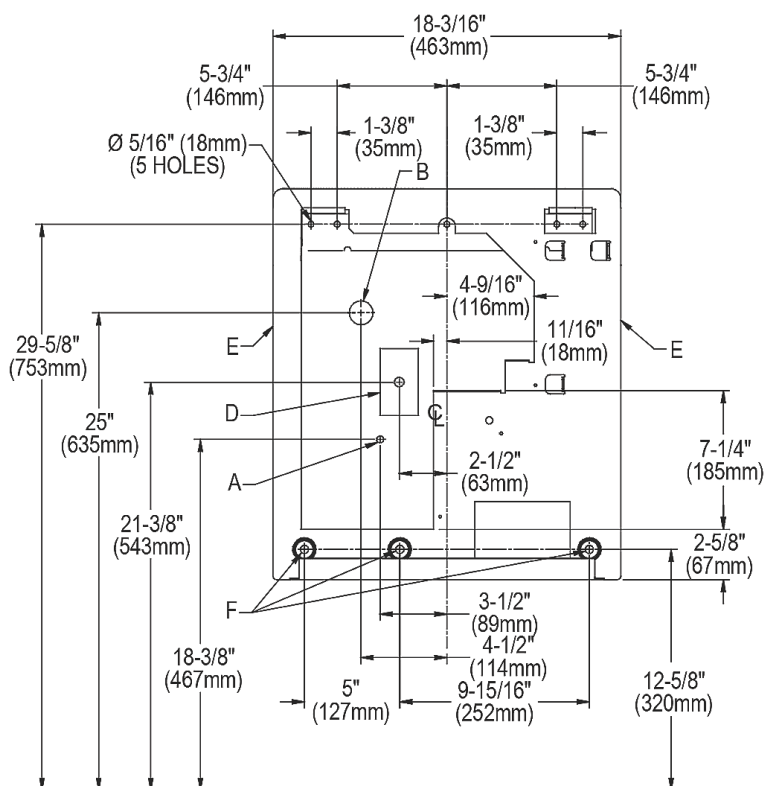 18-3/16"
(463mm)
5-3/4"
(146mm)
5-3/4"
(146mm)
1-3/8"
(35mm)
1-3/8"
(35mm)
Ø 5/16" (18mm)
(5 HOLES)
B
4-9/16"
(116mm)
11/16"
(18mm)
E
E
29-5/8"
(753mm)
25"
(635mm)
D
CL
A
2-1/2"
(63mm)
7-1/4"
(185mm)
21-3/8"
(543mm)
2-5/8"
(67mm)
F
3-1/2"
(89mm)
18-3/8"
(467mm)
4-1/2"
(114mm)
5"
(127mm)
9-15/16"
(252mm)
12-5/8"
(320mm)